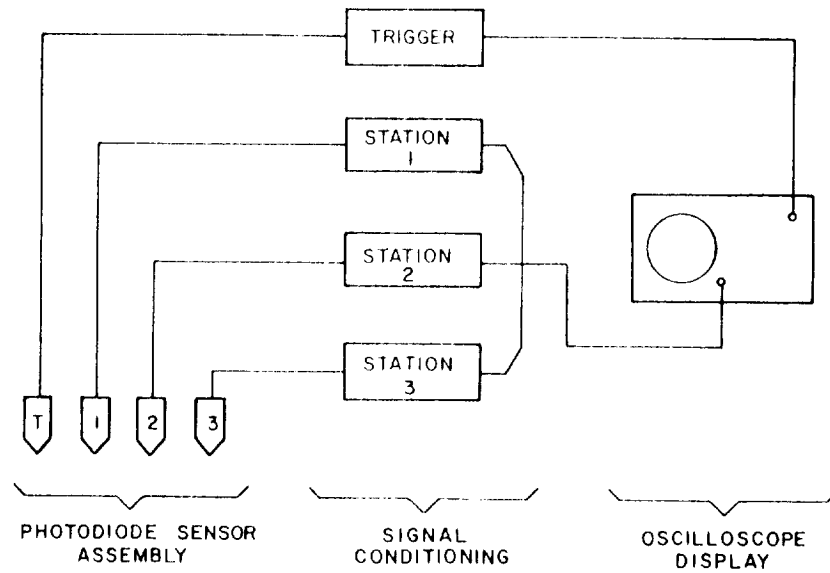 TRIGGER
STATION
1
STATION
2
STATION
3
T 1 2 3
PHOTODIODE SENSOR
ASSEMBLY
SIGNAL
CONDITIONING
OSCILLOSCOPE
DISPLAY